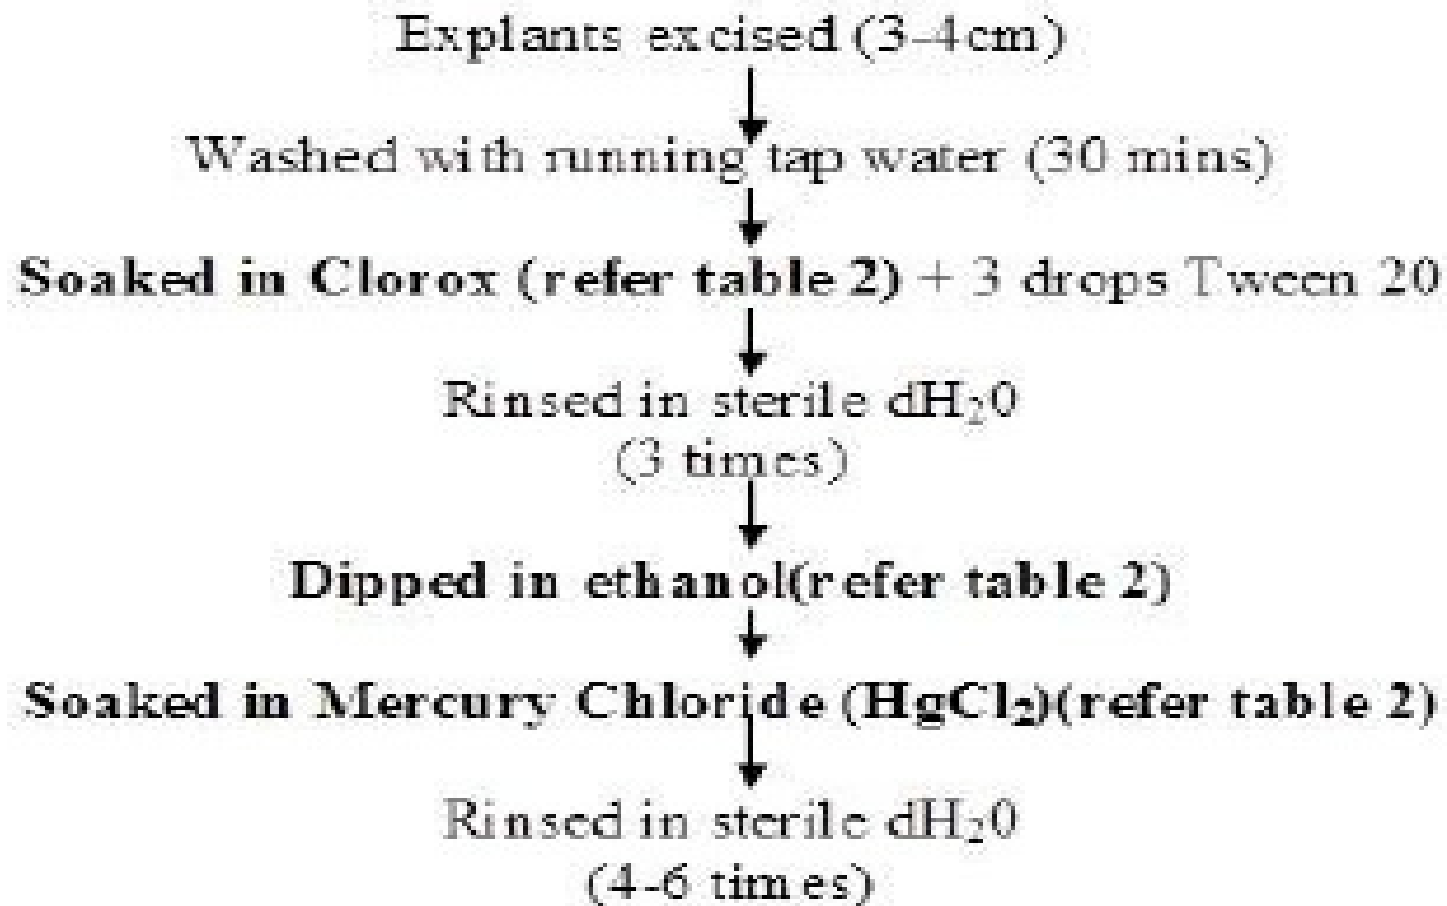 Explants excised (3-4cm)
Washed with running tap water (30 mins)
Soaked in Clorox (refer table 2) + 3 drops Tween 20
Rinsed in sterile dH₂0
(3 times)
Dipped in ethanol(refer table 2)
Soaked in Mercury Chloride (HgCl₂)(refer table 2)
Rinsed in sterile dH₂0
(4-6 times)